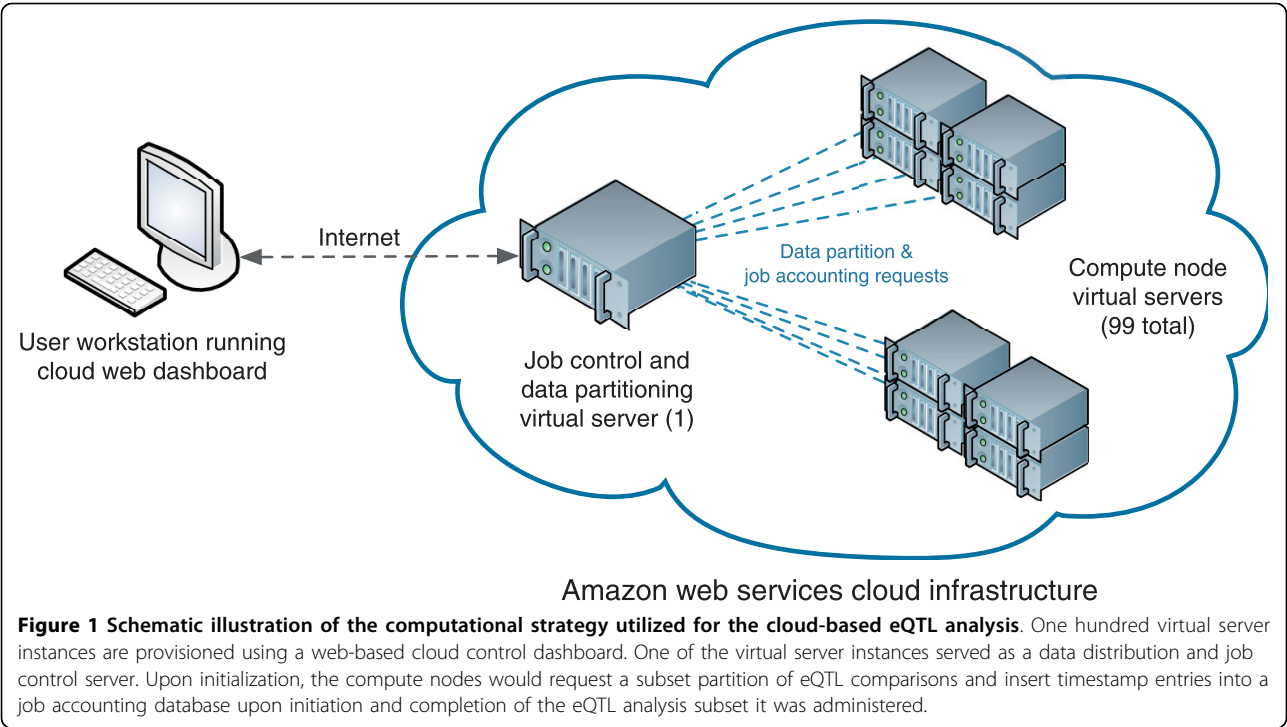 Internet
User workstation running
cloud web dashboard
Job control and
data partitioning
virtual server (1)
Data partition &
job accounting requests
Compute node
virtual servers
(99 total)
Amazon web services cloud infrastructure
Figure 1 Schematic illustration of the computational strategy utilized for the cloud-based eQTL analysis. One hundred virtual server
instances are provisioned using a web-based cloud control dashboard. One of the virtual server instances served as a data distribution and job
control server. Upon initialization, the compute nodes would request a subset partition of eQTL comparisons and insert timestamp entries into a
job accounting database upon initiation and completion of the eQTL analysis subset it was administered.